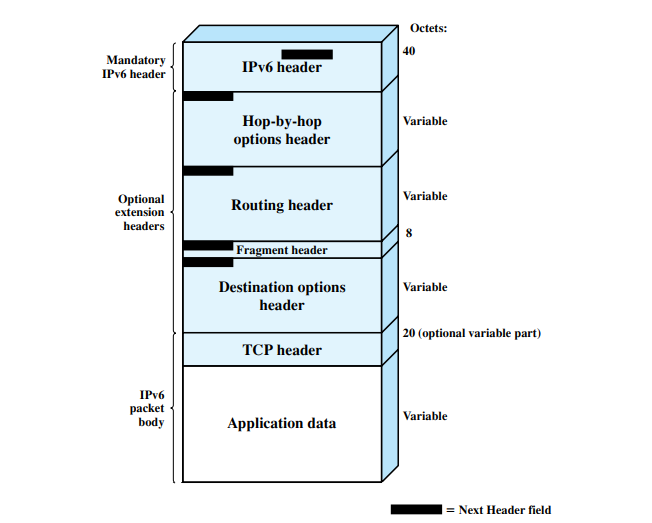 Octets:
Mandatory
IPv6 header
IPv6 header
40
Hop-by-hop
options header
Variable
Optional
extension
headers
Routing header
Variable
8
Fragment header
Destination options
header
Variable
20 (optional variable part)
TCP header
IPv6
packet
body
Application data
Variable
= Next Header field